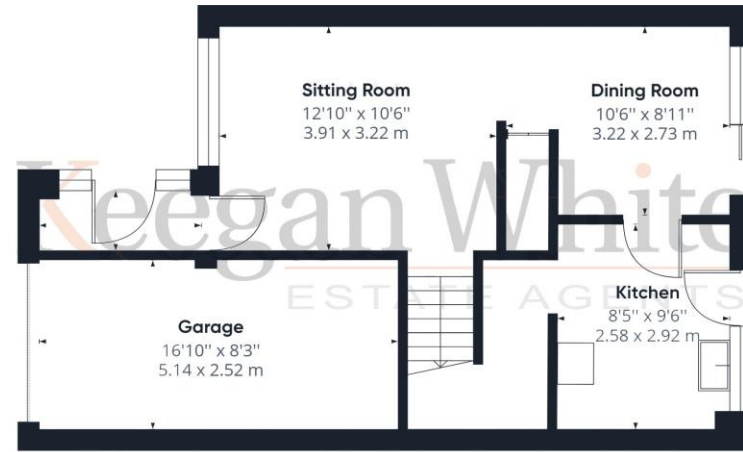 Sitting Room
12'10" x 10'6"
3.91 x 3.22 m
Dining Room
10'6" x 8'11"
3.22 x 2.73 m
Keegan White
ESTATE AGENTS
Kitchen
8'5" x 9'6"
2.58 x 2.92 m
Garage
16'10" x 8'3"
5.14 x 2.52 m